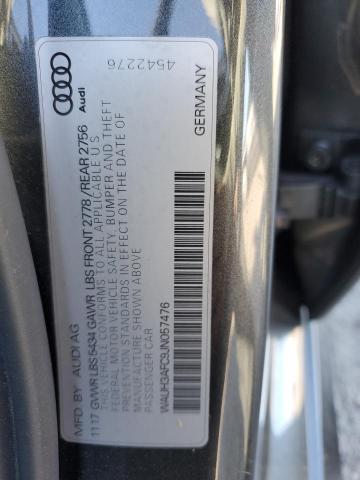 Audi
4542276
MFD BY AUDI AG
11 17 GVWR LBS 5434 GAWR LBS FRONT 2778 / REAR 2756
THIS VEHICLE CONFORMS TO ALL APPLICABLE U S
FEDERAL MOTOR VEHICLE SAFETY, BUMPER AND THEFT
PREVENTION STANDARDS IN EFFECT ON THE DATE OF
MANUFACTURE SHOWN ABOVE
PASSENGER CAR
WAUH3AFC9JN057476
GERMANY